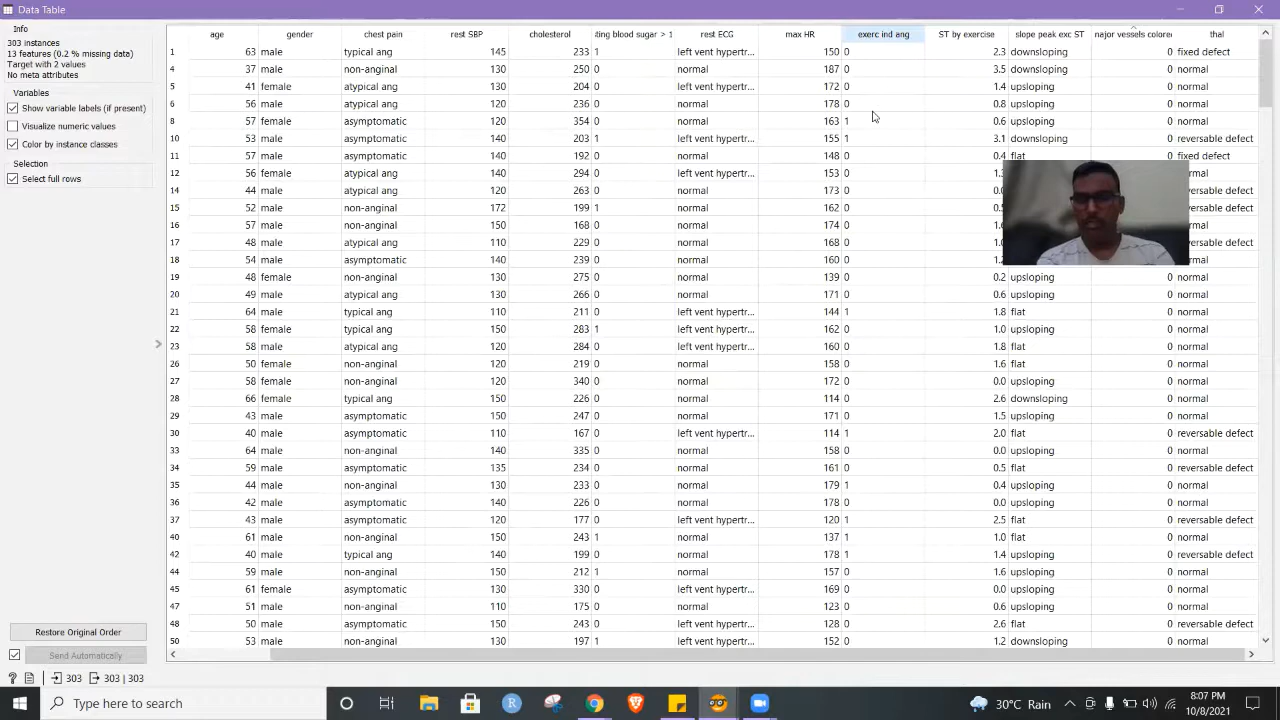 Data Table
Info
303 instances
13 features (0.2 % missing data)
Target with 2 values
No meta attributes
Variables
Show variable labels (if present)
Visualize numeric values
Color by instance classes
Selection
Select full rows
Restore Original Order
Send Automatically
303 303 | 303
age gender chest pain rest SBP cholesterol ting blood sugar > 1 rest ECG max HR exerc ind ang ST by exercise slope peak exc ST major vessels colored thal
1 63 male typical ang 145 233 1 left vent hypertr... 150 0 2.3 downsloping 0 fixed defect
4 37 male non-anginal 130 250 0 normal 187 0 3.5 downsloping 0 normal
5 41 female atypical ang 130 204 0 left vent hypertr... 172 0 1.4 upsloping 0 normal
6 56 male atypical ang 120 236 0 normal 178 0 0.8 upsloping 0 normal
8 57 female asymptomatic 120 354 0 normal 163 1 0.6 upsloping 0 normal
10 53 male asymptomatic 140 203 1 left vent hypertr... 155 1 3.1 downsloping 0 reversable defect
11 57 male asymptomatic 140 192 0 normal 148 0 0.4 flat 0 fixed defect
12 56 female atypical ang 140 294 0 left vent hypertr... 153 0 1. rmal
14 44 male atypical ang 120 263 0 normal 173 0 0. versable defect
15 52 male non-anginal 172 199 1 normal 162 0 0. versable defect
16 57 male non-anginal 150 168 0 normal 174 0 1. rmal
17 48 male atypical ang 110 229 0 normal 168 0 1. versable defect
18 54 male asymptomatic 140 239 0 normal 160 0 1. rmal
19 48 female non-anginal 130 275 0 normal 139 0 0.2 upsloping 0 normal
20 49 male atypical ang 130 266 0 normal 171 0 0.6 upsloping 0 normal
21 64 male typical ang 110 211 0 left vent hypertr... 144 1 1.8 flat 0 normal
22 58 female typical ang 150 283 1 left vent hypertr... 162 0 1.0 upsloping 0 normal
23 58 male atypical ang 120 284 0 left vent hypertr... 160 0 1.8 flat 0 normal
26 50 female non-anginal 120 219 0 normal 158 0 1.6 flat 0 normal
27 58 female non-anginal 120 340 0 normal 172 0 0.0 upsloping 0 normal
28 66 female typical ang 150 226 0 normal 114 0 2.6 downsloping 0 normal
29 43 male asymptomatic 150 247 0 normal 171 0 1.5 upsloping 0 normal
30 40 male asymptomatic 110 167 0 left vent hypertr... 114 1 2.0 flat 0 reversable defect
33 64 male non-anginal 140 335 0 normal 158 0 0.0 upsloping 0 normal
34 59 male asymptomatic 135 234 0 normal 161 0 0.5 flat 0 reversable defect
35 44 male non-anginal 130 233 0 normal 179 1 0.4 upsloping 0 normal
36 42 male asymptomatic 140 226 0 normal 178 0 0.0 upsloping 0 normal
37 43 male asymptomatic 120 177 0 left vent hypertr... 120 1 2.5 flat 0 reversable defect
40 61 male non-anginal 150 243 1 normal 137 1 1.0 flat 0 normal
42 40 male typical ang 140 199 0 normal 178 1 1.4 upsloping 0 reversable defect
44 59 male non-anginal 150 212 1 normal 157 0 1.6 upsloping 0 normal
45 61 female asymptomatic 130 330 0 left vent hypertr... 169 0 0.0 upsloping 0 normal
47 51 male non-anginal 110 175 0 normal 123 0 0.6 upsloping 0 normal
48 50 male asymptomatic 150 243 0 left vent hypertr... 128 0 2.6 flat 0 reversable defect
50 53 male non-anginal 130 197 1 left vent hypertr... 152 0 1.2 downsloping 0 normal
Type here to search
30°C Rain
8:07 PM
10/8/2021